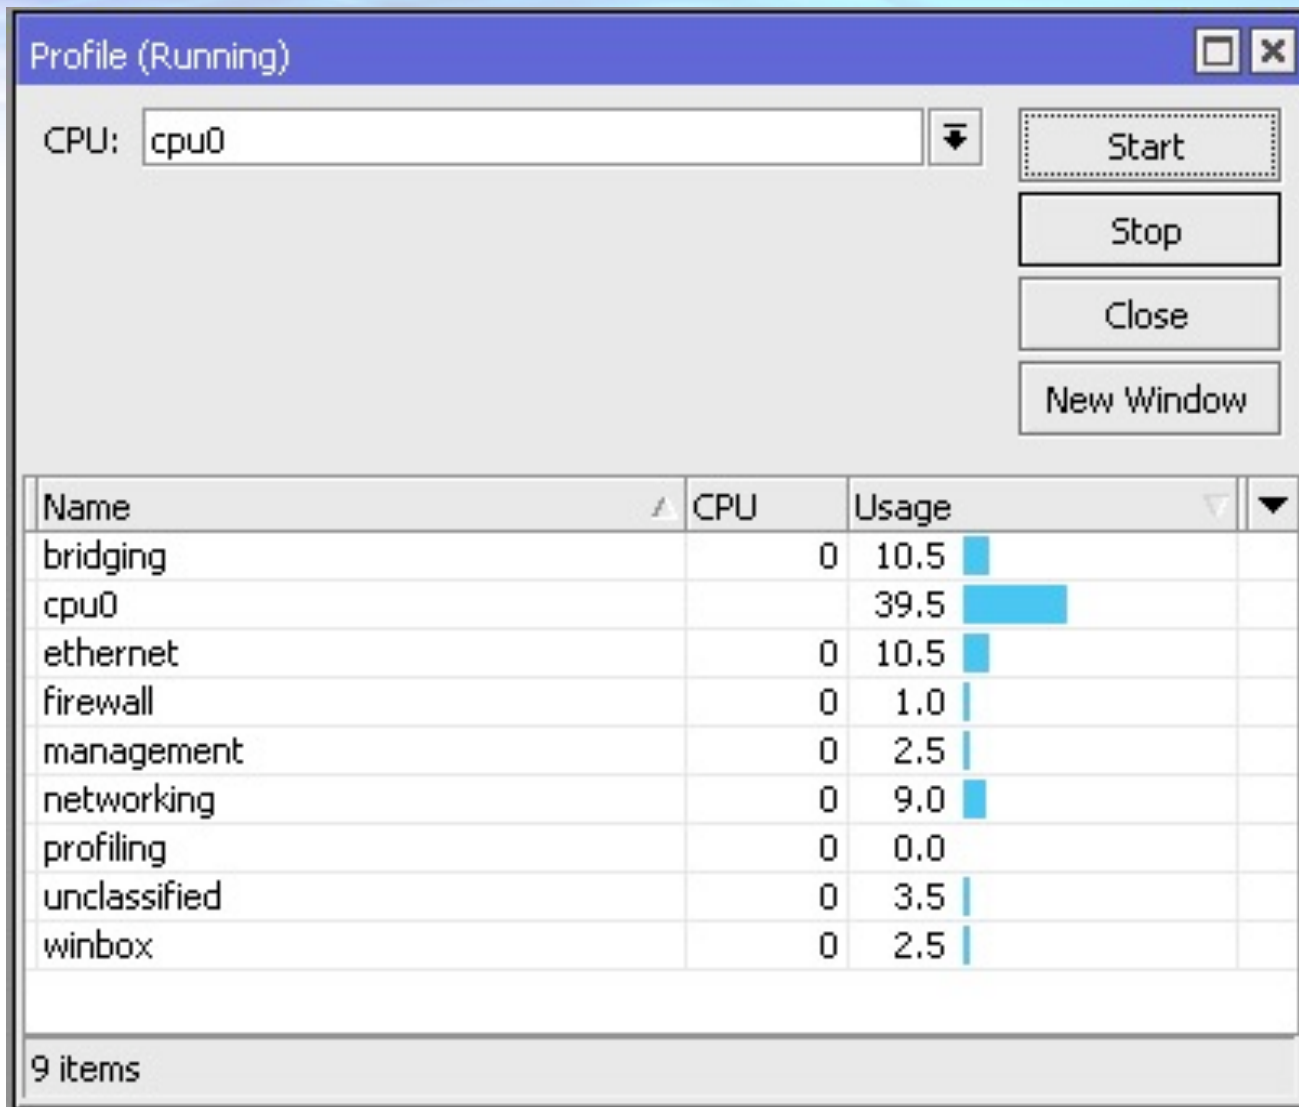 Profile (Running)
CPU: cpu0
Start
Stop
Close
New Window
Name CPU Usage
bridging 0 10.5
cpu0 39.5
ethernet 0 10.5
firewall 0 1.0
management 0 2.5
networking 0 9.0
profiling 0 0.0
unclassified 0 3.5
winbox 0 2.5
9 items